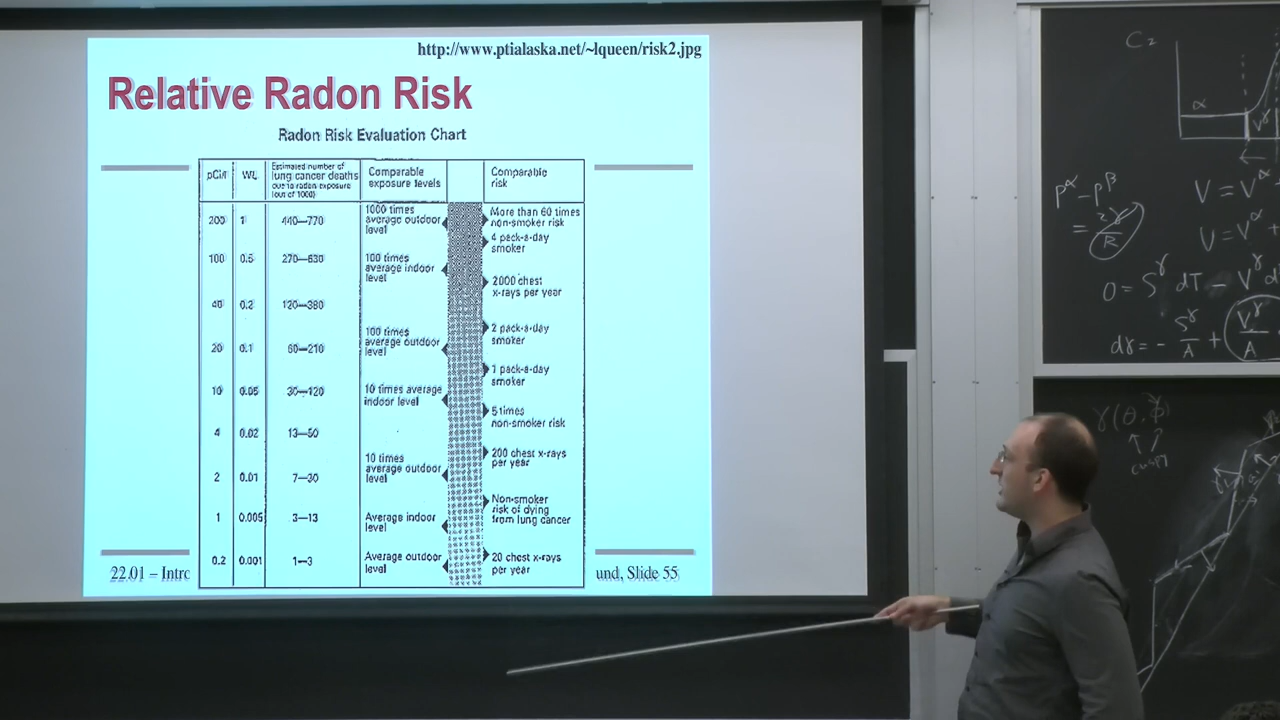 http://www.ptialaska.net/~lqueen/risk2.jpg
Relative Radon Risk
Radon Risk Evaluation Chart
pCi/l WL Estimated number of lung cancer deaths due to radon exposure (out of 1000) Comparable exposure levels Comparable risk
200 1 440—770 1000 times average outdoor level More than 60 times non-smoker risk
4 pack-a-day smoker
100 0.5 270—630 100 times average indoor level
2000 chest x-rays per year
40 0.2 120—380
2 pack-a-day smoker
20 0.1 60—210 100 times average outdoor level
1 pack-a-day smoker
10 0.05 30—120 10 times average indoor level
5 times non-smoker risk
4 0.02 13—50
200 chest x-rays per year
2 0.01 7—30 10 times average outdoor level
Non-smoker risk of dying from lung cancer
1 0.005 3—13 Average indoor level
0.2 0.001 1—3 Average outdoor level 20 chest x-rays per year
22.01 – Intrc
und, Slide 55
α
P^α - P^β
= 2γ/R
V = V^α
V = V^α +
0 = S^γ dT - V^γ d
dγ = - S^γ/A +